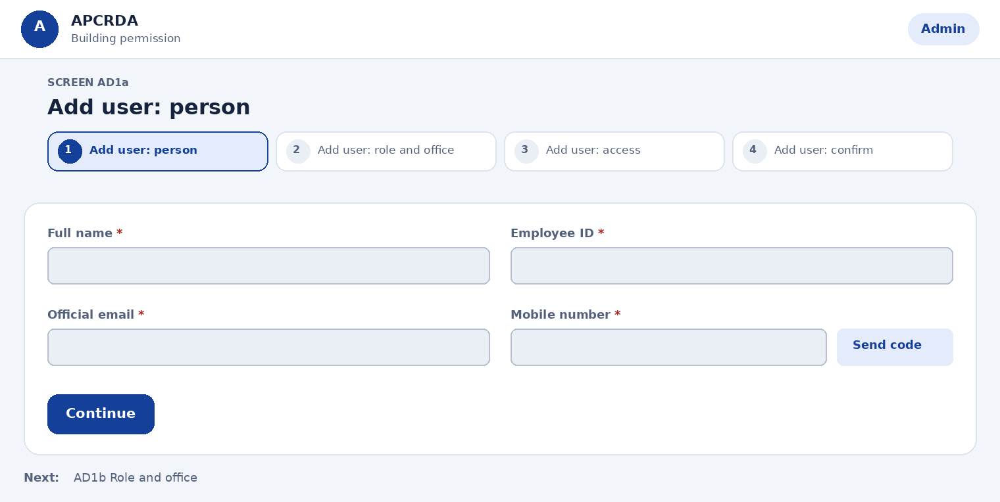 A
APCRDA
Building permission
Admin
SCREEN AD1a
Add user: person
1 Add user: person
2 Add user: role and office
3 Add user: access
4 Add user: confirm
Full name *
Employee ID *
Official email *
Mobile number *
Send code
Continue
Next: AD1b Role and office